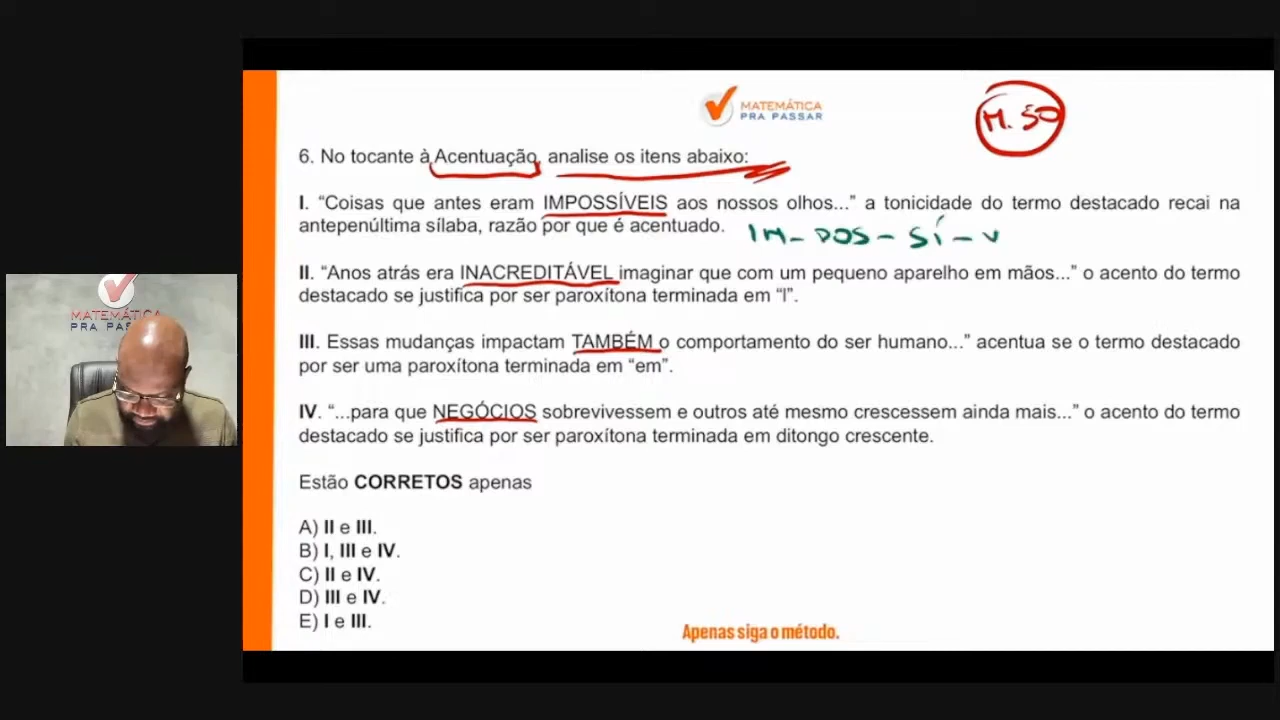 MATEMÁTICA
PRA PASSAR
M. 50
6. No tocante à Acentuação, analise os itens abaixo:
I. “Coisas que antes eram IMPOSSÍVEIS aos nossos olhos...” a tonicidade do termo destacado recai na
antepenúltima sílaba, razão por que é acentuado.
IM - POS - SÍ - V
II. “Anos atrás era INACREDITÁVEL imaginar que com um pequeno aparelho em mãos...” o acento do termo
destacado se justifica por ser paroxítona terminada em “l”.
MATEMÁTICA
PRA PASSAR
III. Essas mudanças impactam TAMBÉM o comportamento do ser humano...” acentua se o termo destacado
por ser uma paroxítona terminada em “em”.
IV. “...para que NEGÓCIOS sobrevivessem e outros até mesmo crescessem ainda mais...” o acento do termo
destacado se justifica por ser paroxítona terminada em ditongo crescente.
Estão CORRETOS apenas
A) II e III.
B) I, III e IV.
C) II e IV.
D) III e IV.
E) I e III.
Apenas siga o método.